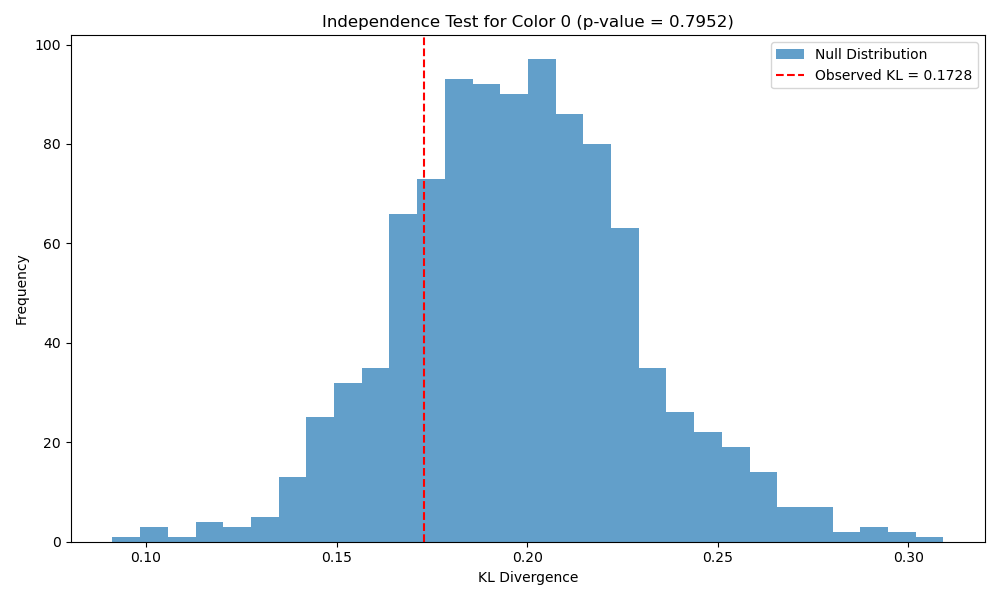 Independence Test for Color 0 (p-value = 0.7952)
Null Distribution
Observed KL = 0.1728
Frequency
100
80
60
40
20
0
0.10 0.15 0.20 0.25 0.30
KL Divergence